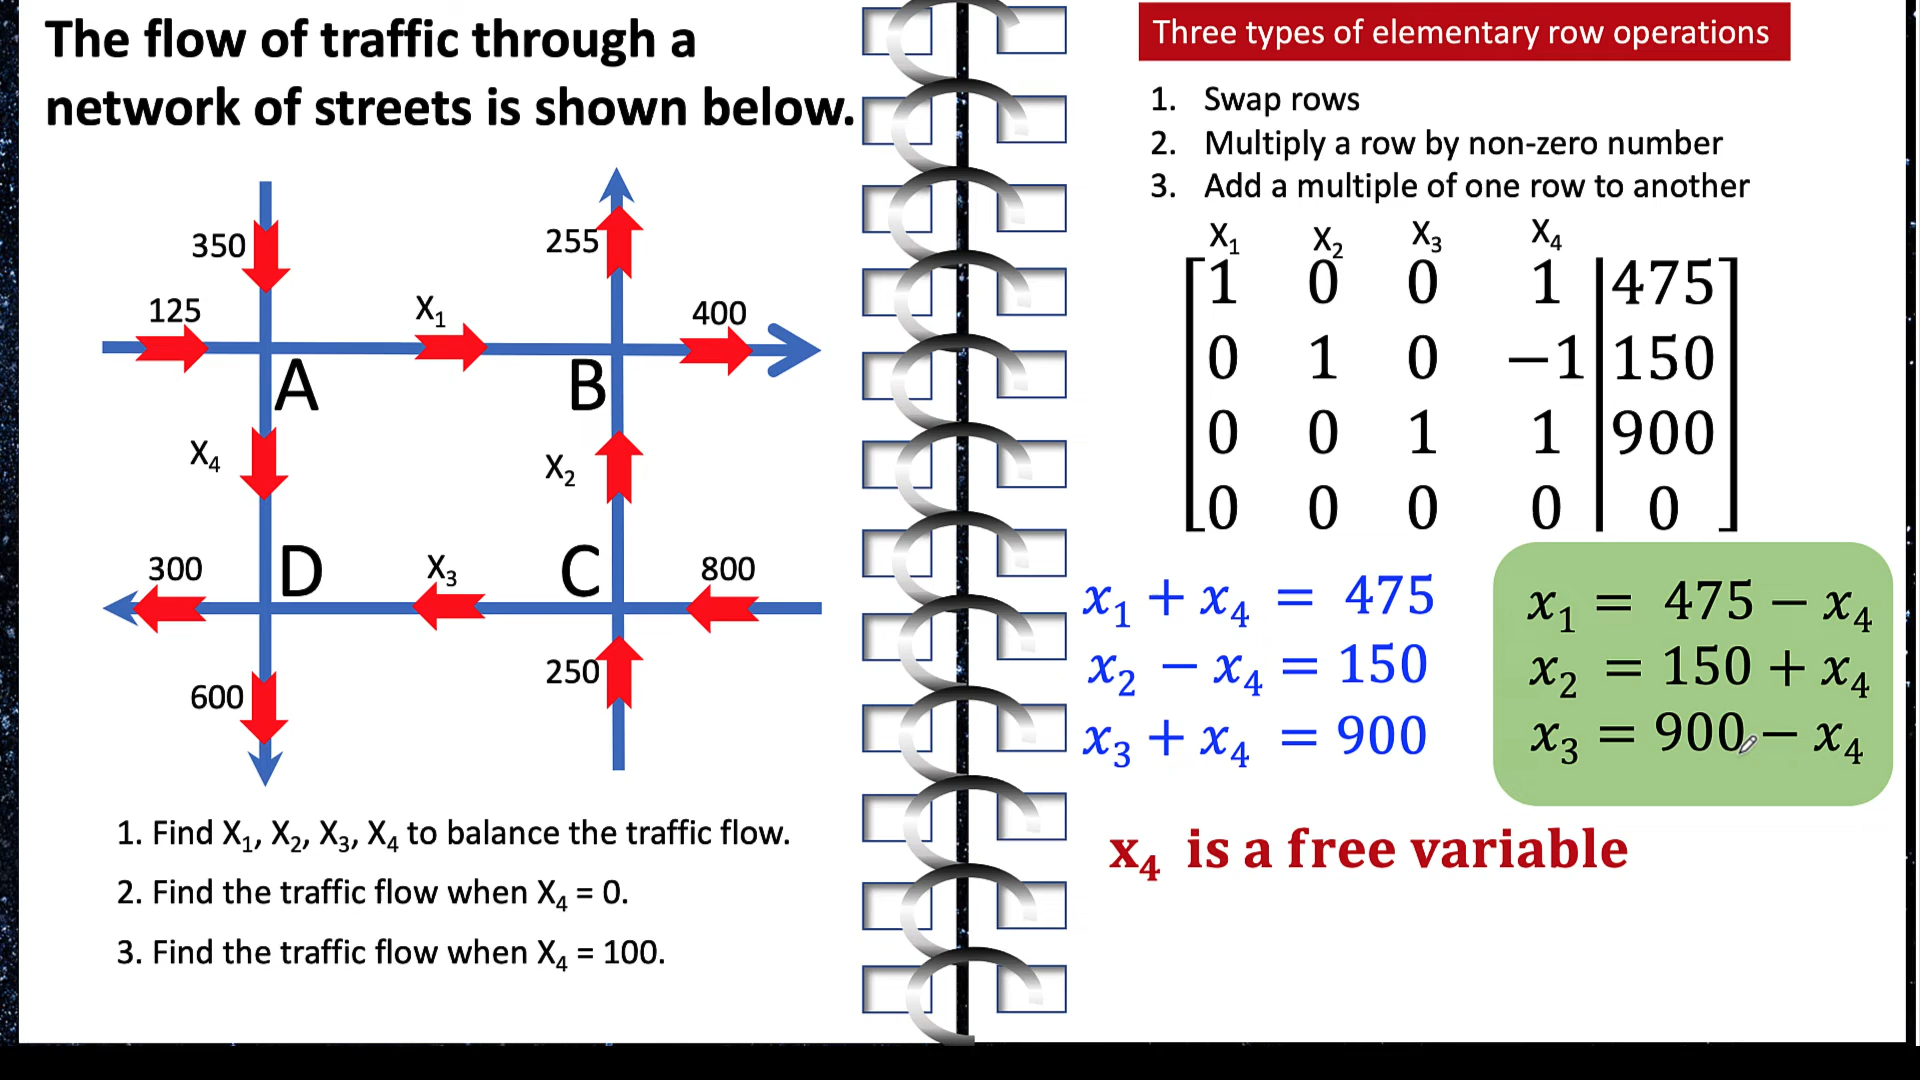 The flow of traffic through a
network of streets is shown below.
350
255
125
X₁
400
A
B
X₄
X₂
300
D
X₃
C
800
250
600
1. Find X₁, X₂, X₃, X₄ to balance the traffic flow.
2. Find the traffic flow when X₄ = 0.
3. Find the traffic flow when X₄ = 100.
Three types of elementary row operations
1. Swap rows
2. Multiply a row by non-zero number
3. Add a multiple of one row to another
X₁ X₂ X₃ X₄
1 0 0 1 475
0 1 0 −1 150
0 0 1 1 900
0 0 0 0 0
x₁ + x₄ = 475
x₂ − x₄ = 150
x₃ + x₄ = 900
x₁ = 475 − x₄
x₂ = 150 + x₄
x₃ = 900 − x₄
x₄ is a free variable